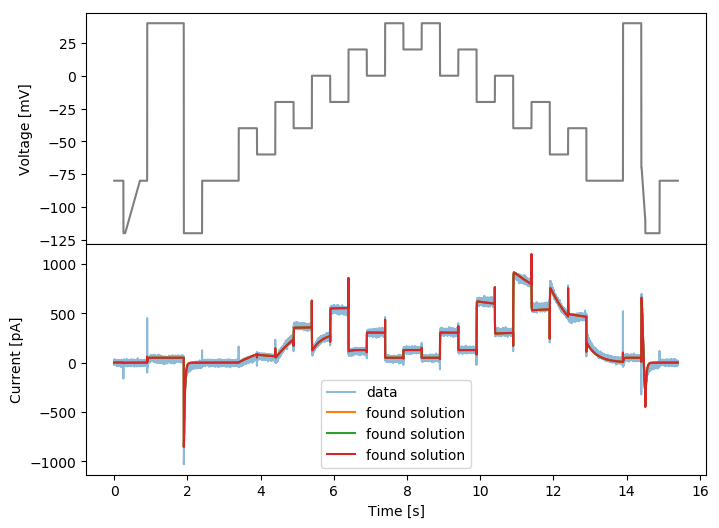 25
0
−25
−50
−75
−100
−125
Voltage [mV]
1000
500
0
−500
−1000
Current [pA]
data
found solution
found solution
found solution
0 2 4 6 8 10 12 14 16
Time [s]